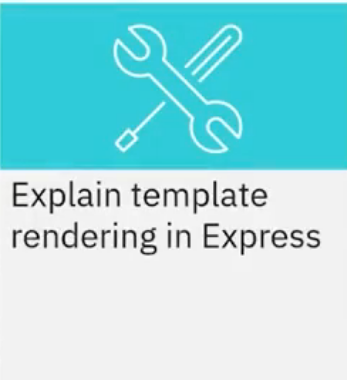 Explain template
rendering in Express